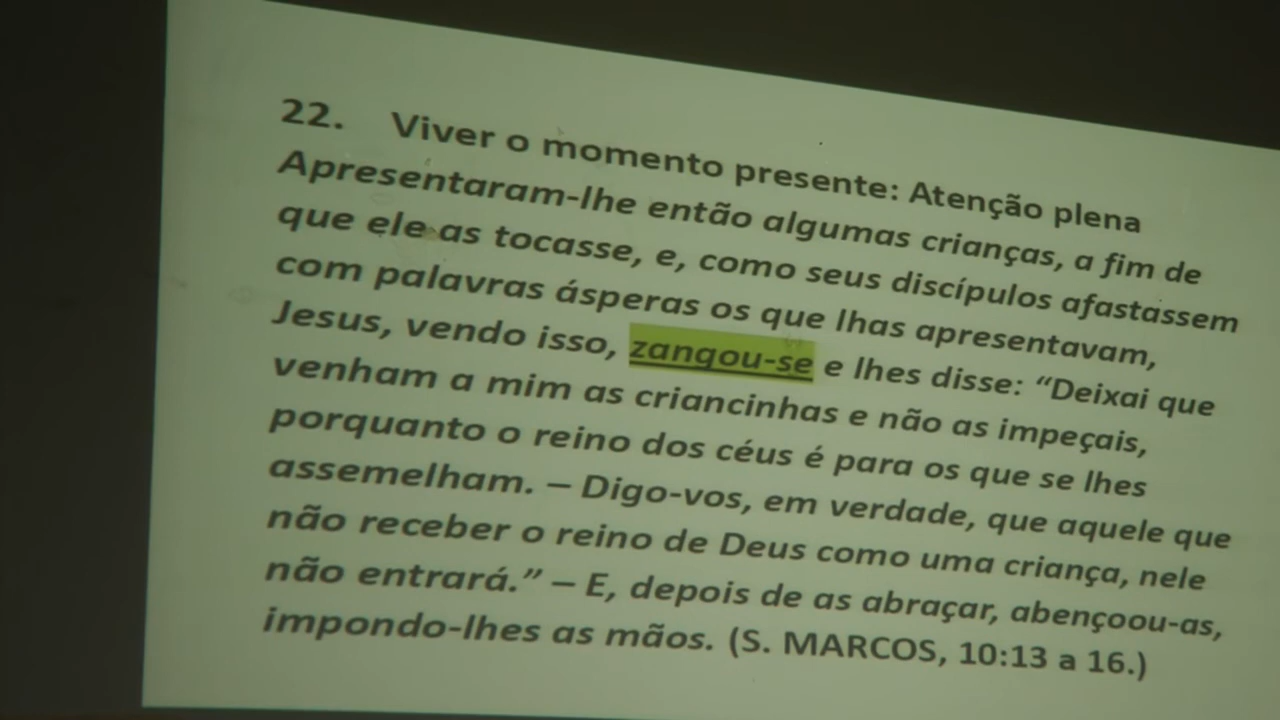 22. Viver o momento presente: Atenção plena
Apresentaram-lhe então algumas crianças, a fim de
que ele as tocasse, e, como seus discípulos afastassem
com palavras ásperas os que lhas apresentavam,
Jesus, vendo isso, zangou-se e lhes disse: “Deixai que
venham a mim as criancinhas e não as impeçais,
porquanto o reino dos céus é para os que se lhes
assemelham. – Digo-vos, em verdade, que aquele que
não receber o reino de Deus como uma criança, nele
não entrará.” – E, depois de as abraçar, abençoou-as,
impondo-lhes as mãos. (S. MARCOS, 10:13 a 16.)